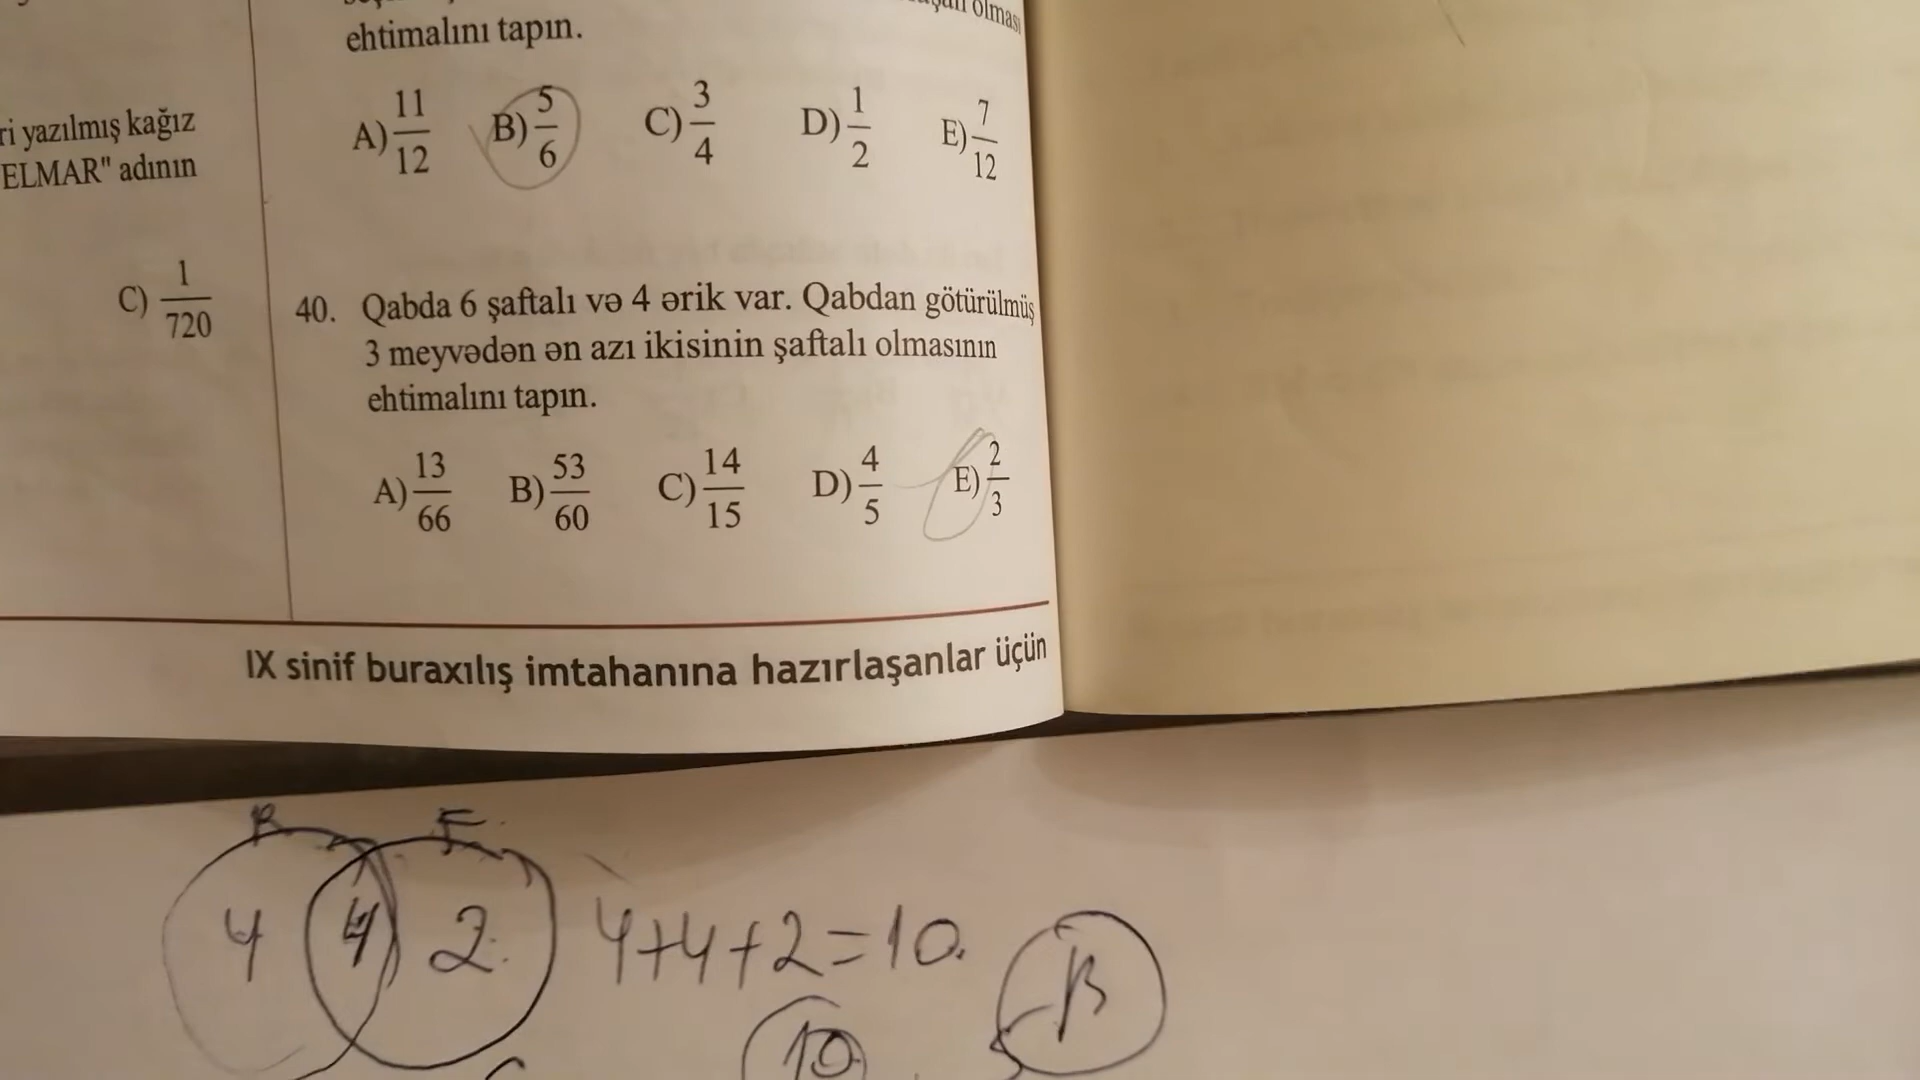 ri yazılmış kağız
ELMAR" adının
C) 1/720
olması
ehtimalını tapın.
A) 11/12 B) 5/6 C) 3/4 D) 1/2 E) 7/12
40. Qabda 6 şaftalı və 4 ərik var. Qabdan götürülmüş
3 meyvədən ən azı ikisinin şaftalı olmasının
ehtimalını tapın.
A) 13/66 B) 53/60 C) 14/15 D) 4/5 E) 2/3
IX sinif buraxılış imtahanına hazırlaşanlar üçün
F
4 4 2 4+4+2=10.
B
10